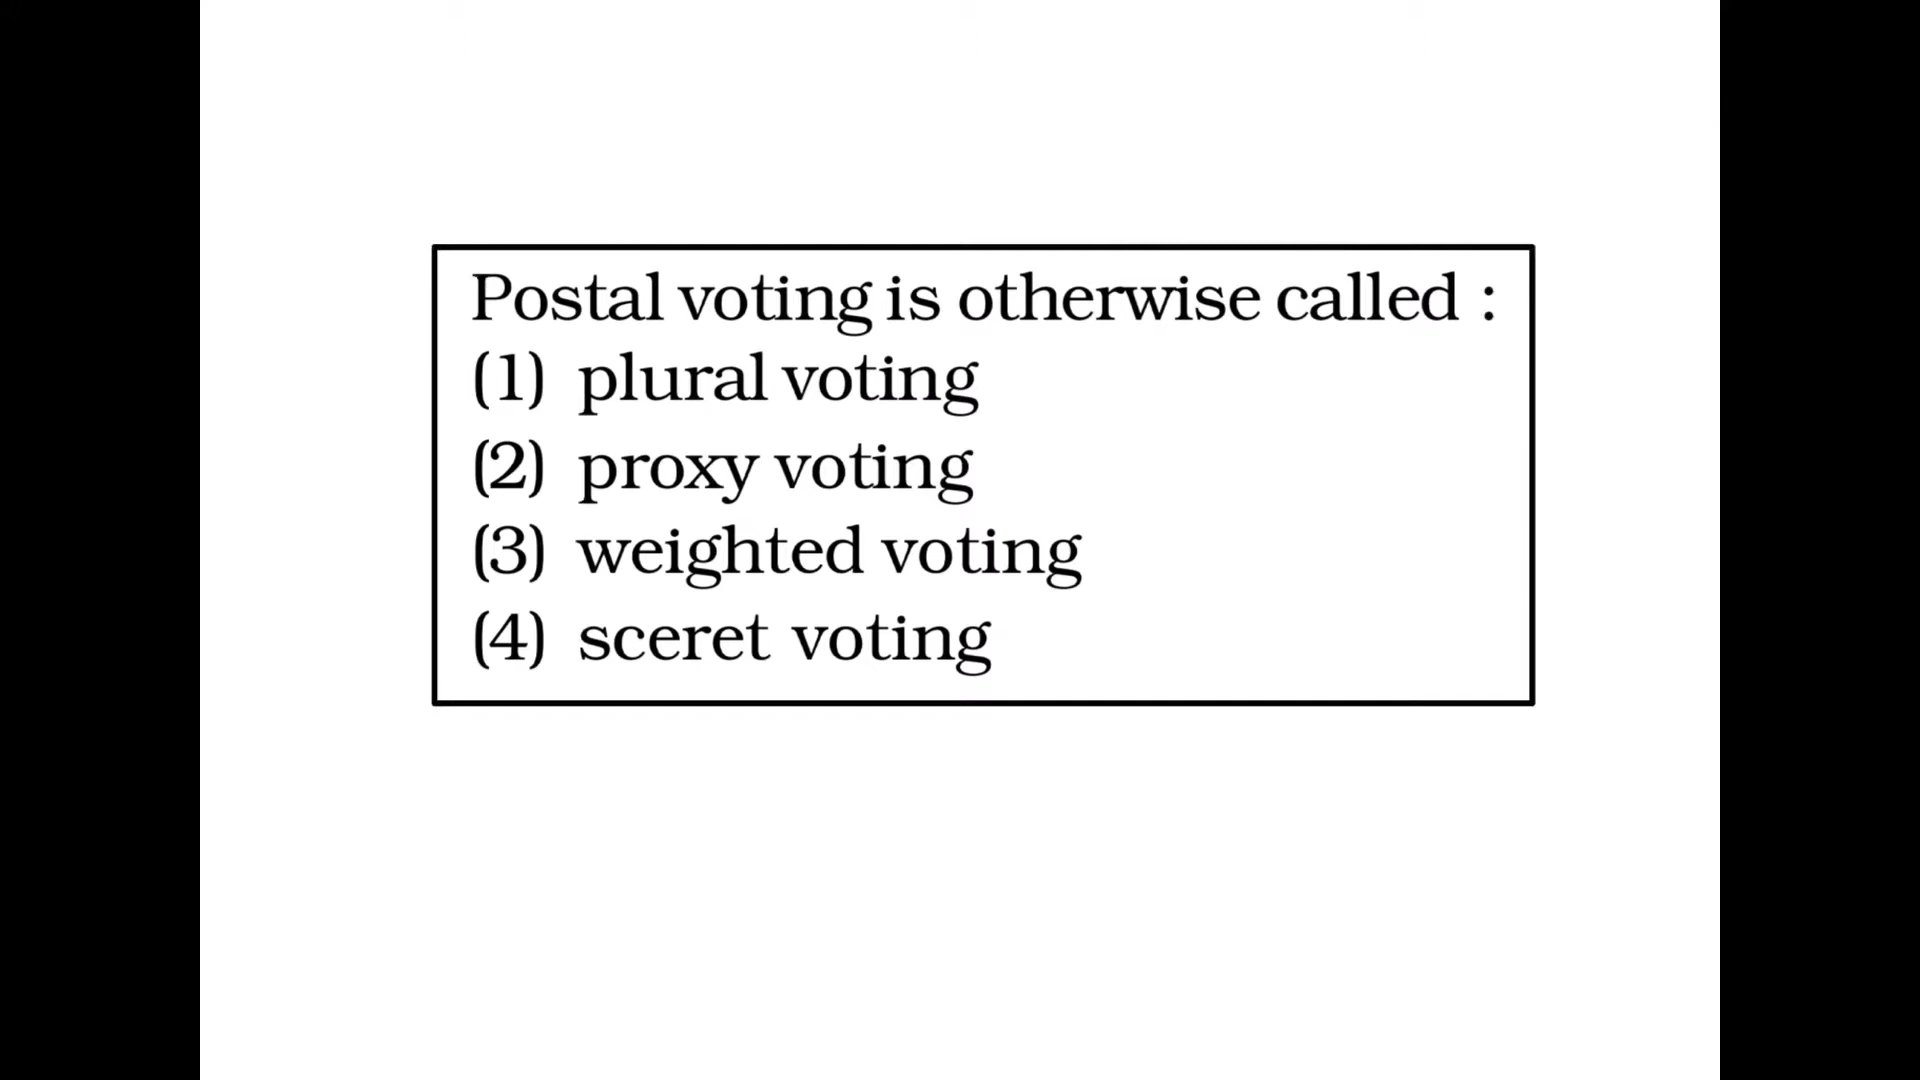 Postal voting is otherwise called :
(1) plural voting
(2) proxy voting
(3) weighted voting
(4) sceret voting